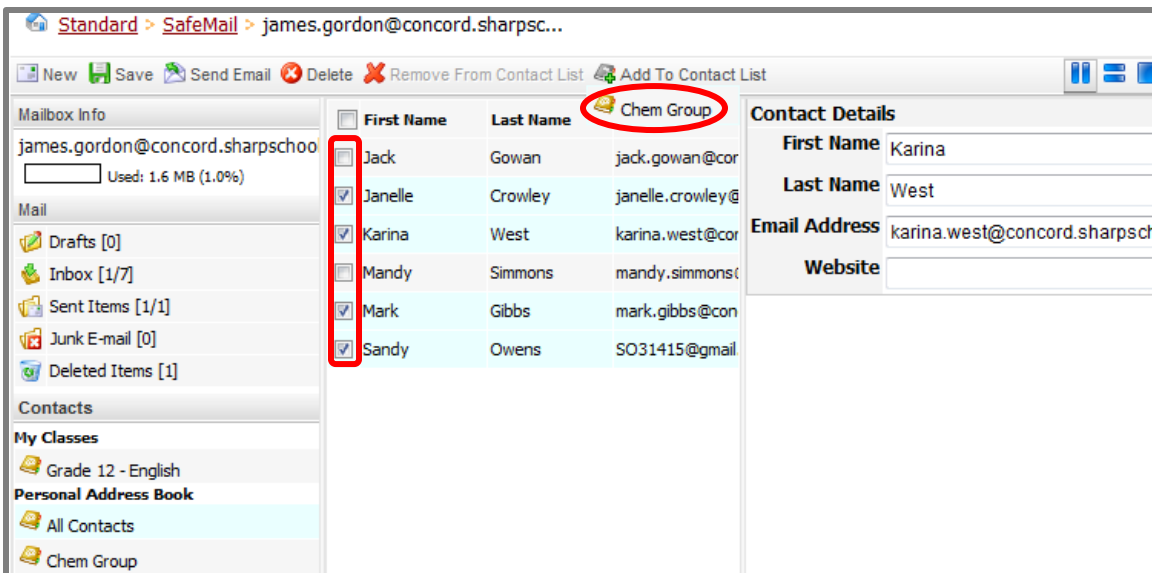 Standard > SafeMail > james.gordon@concord.sharpsc...
New Save Send Email Delete Remove From Contact List Add To Contact List
Mailbox Info
james.gordon@concord.sharpschoo
Used: 1.6 MB (1.0%)
Mail
Drafts [0]
Inbox [1/7]
Sent Items [1/1]
Junk E-mail [0]
Deleted Items [1]
Contacts
My Classes
Grade 12 - English
Personal Address Book
All Contacts
Chem Group
First Name Last Name
Chem Group
Jack Gowan jack.gowan@cor
Janelle Crowley janelle.crowley@
Karina West karina.west@cor
Mandy Simmons mandy.simmons(
Mark Gibbs mark.gibbs@con
Sandy Owens SO31415@gmail.
Contact Details
First Name Karina
Last Name West
Email Address karina.west@concord.sharpsch
Website